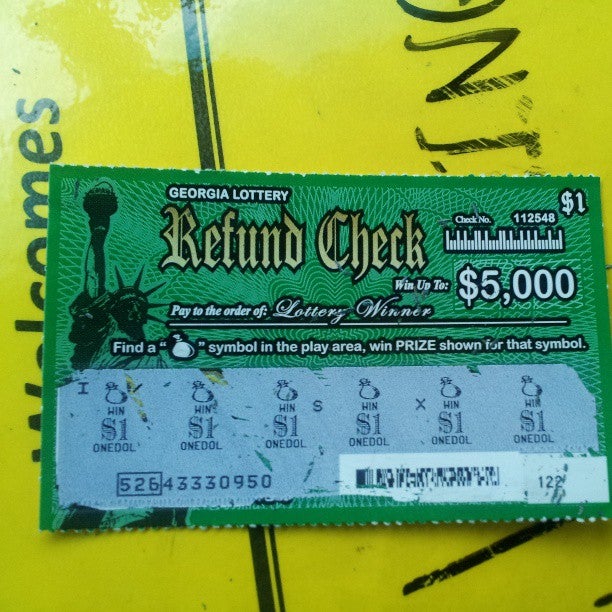 Welcomes
GEORGIA LOTTERY
$1
Refund Check
Check No. 112548
Win Up To: $5,000
Pay to the order of: Lottery Winner
Find a " " symbol in the play area, win PRIZE shown for that symbol.
I Y S X
WIN WIN WIN WIN WIN WIN
$1 $1 $1 $1 $1 $1
ONEDOL ONEDOL ONEDOL ONEDOL ONEDOL ONEDOL
52643330950
122